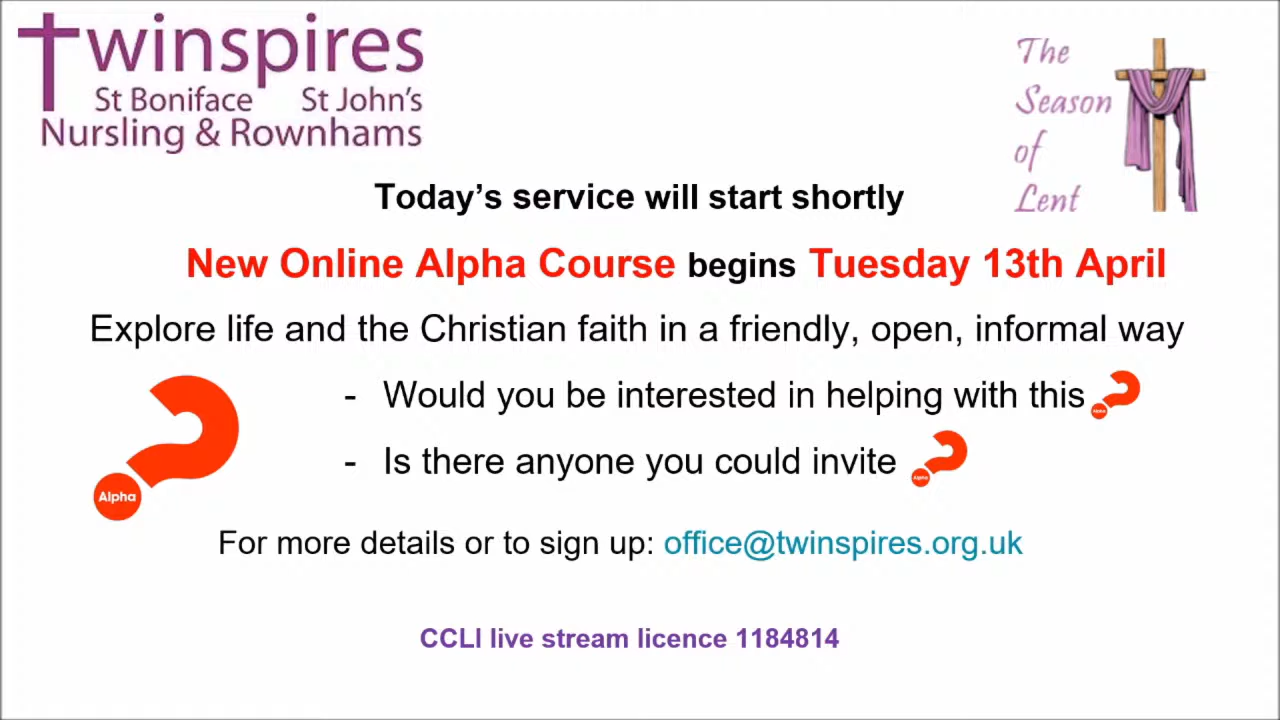 twinspires
St Boniface St John's
Nursling & Rownhams
The
Season
of
Lent
Today's service will start shortly
New Online Alpha Course begins Tuesday 13th April
Explore life and the Christian faith in a friendly, open, informal way
- Would you be interested in helping with this
Alpha
- Is there anyone you could invite
Alpha
Alpha
For more details or to sign up: office@twinspires.org.uk
CCLI live stream licence 1184814